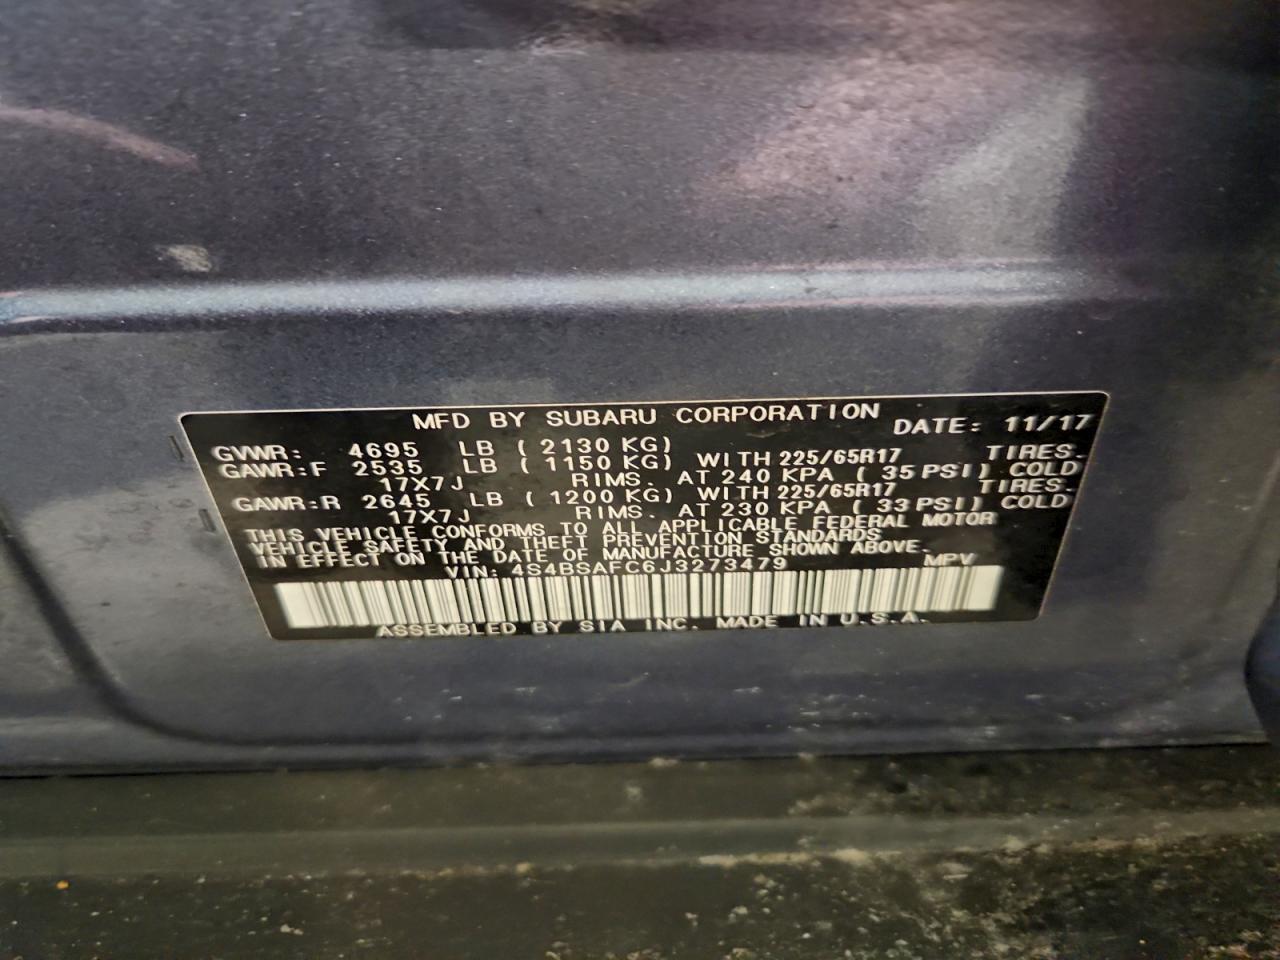 MFD BY SUBARU CORPORATION DATE: 11/17
GVWR: 4695 LB (2130 KG)
GAWR:F 2535 LB (1150 KG) WITH 225/65R17 TIRES.
17X7J RIMS. AT 240 KPA (35 PSI) COLD
GAWR:R 2645 LB (1200 KG) WITH 225/65R17 TIRES.
17X7J RIMS. AT 230 KPA (33 PSI) COLD
THIS VEHICLE CONFORMS TO ALL APPLICABLE FEDERAL MOTOR
VEHICLE SAFETY AND THEFT PREVENTION STANDARDS
IN EFFECT ON THE DATE OF MANUFACTURE SHOWN ABOVE.
VIN: 4S4BSAFC6J3273479 MPV
ASSEMBLED BY SIA INC. MADE IN U.S.A.